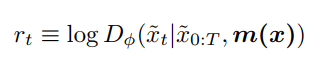 r_t ≡ log D_ϕ(x̃_t|x̃_{0:T}, m(x))